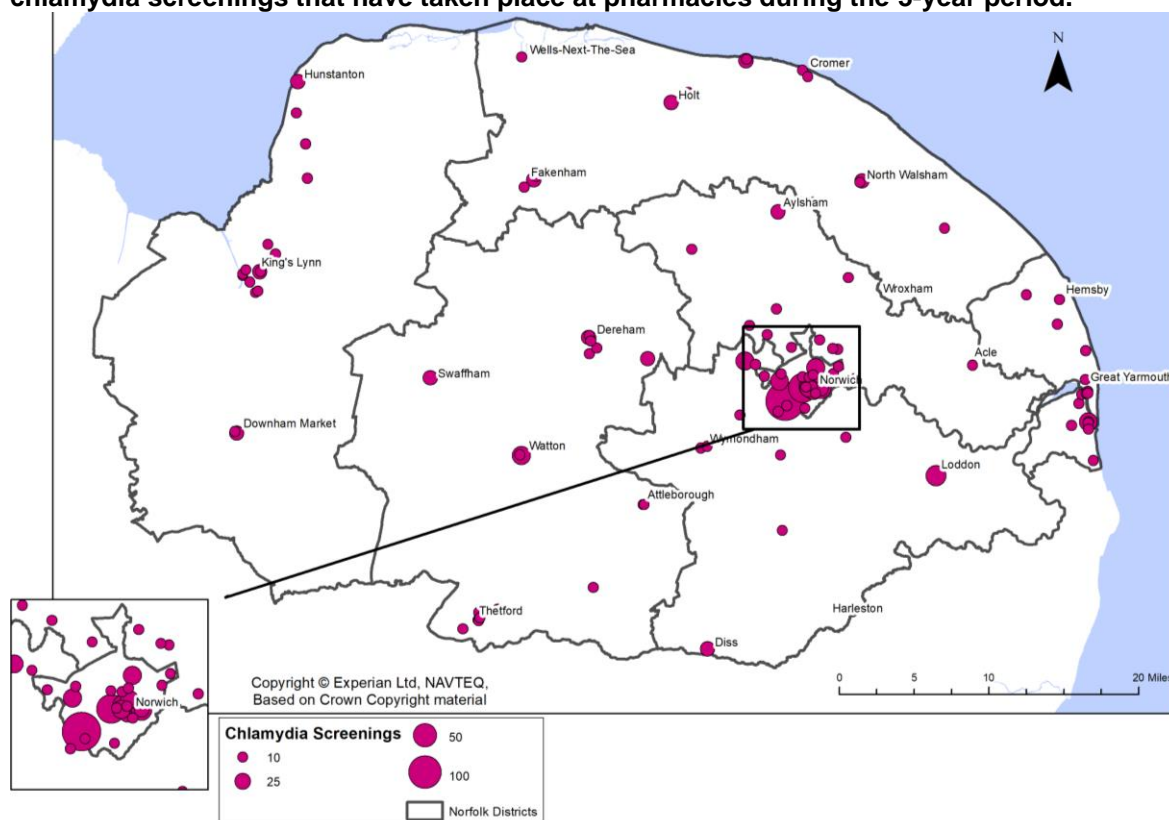 chlamydia screenings that have taken place at pharmacies during the 5-year period.
N
Wells-Next-The-Sea
Cromer
Hunstanton
Holt
Fakenham
North Walsham
Aylsham
King's Lynn
Wroxham
Hemsby
Dereham
Acle
Swaffham
Norwich
Great Yarmouth
Downham Market
Watton
Wymondham
Loddon
Attleborough
Thetford
Harleston
Diss
Norwich
Copyright © Experian Ltd, NAVTEQ,
Based on Crown Copyright material
0 5 10 20 Miles
Chlamydia Screenings
10
25
50
100
Norfolk Districts